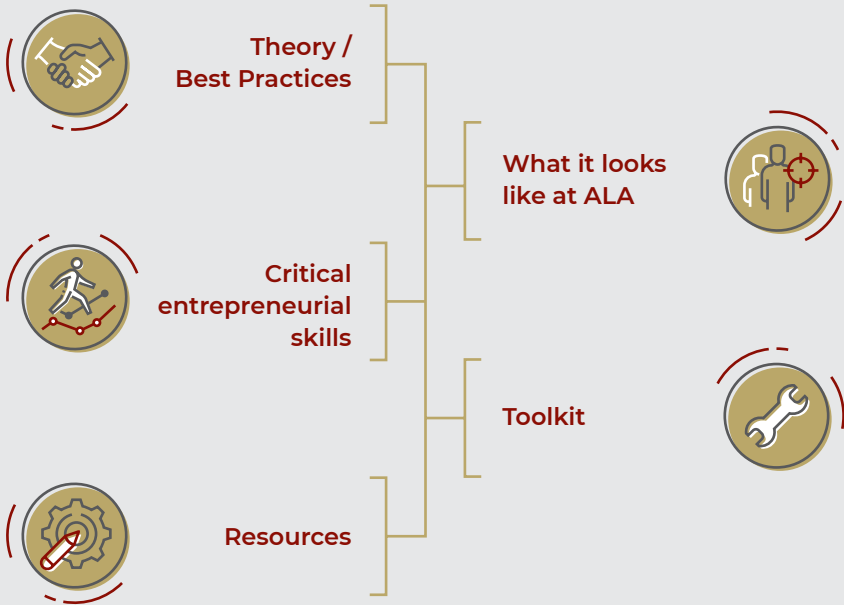 Theory /
Best Practices
What it looks
like at ALA
Critical
entrepreneurial
skills
Toolkit
Resources